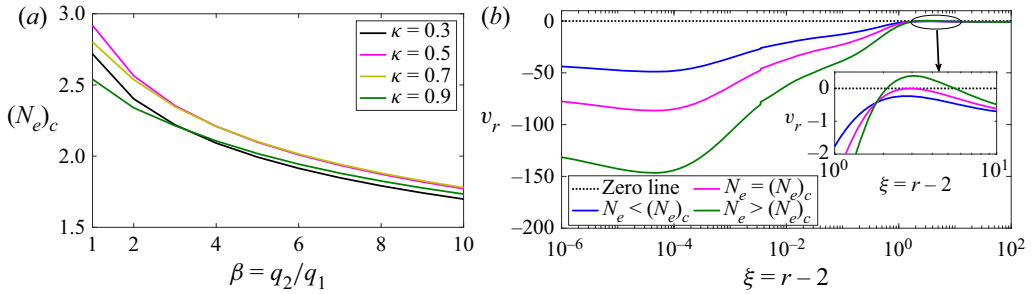 (a)
(N_e)_c
3.0
2.5
2.0
1.5
1 2 4 6 8 10
β = q_2/q_1
κ = 0.3
κ = 0.5
κ = 0.7
κ = 0.9
(b)
v_r
0
−50
−100
−150
−200
10^−6 10^−4 10^−2 10^0 10^2
ξ = r − 2
Zero line
N_e = (N_e)_c
N_e < (N_e)_c
N_e > (N_e)_c
v_r
0
−1
−2
10^0 10^1
ξ = r − 2